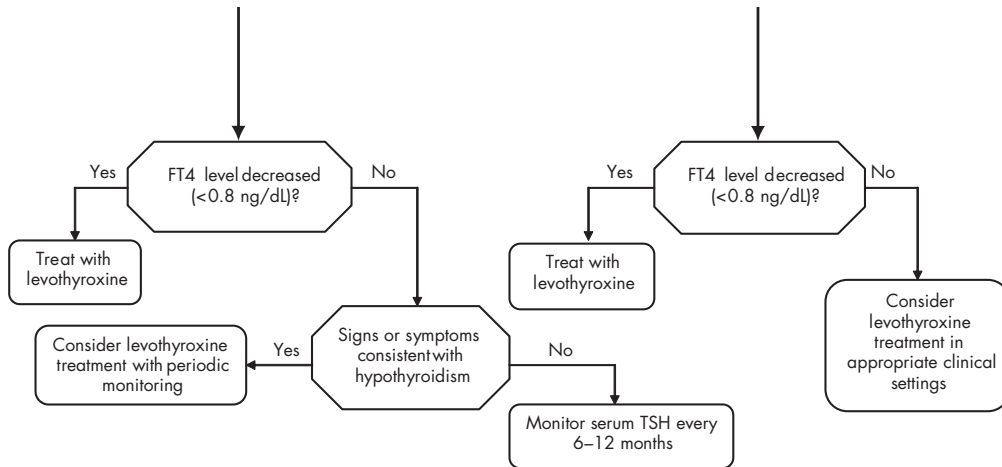 FT4 level decreased
(<0.8 ng/dL)?
Yes
No
Treat with
levothyroxine
Signs or symptoms
consistent with
hypothyroidism
Yes
No
Consider levothyroxine
treatment with periodic
monitoring
Monitor serum TSH every
6–12 months
FT4 level decreased
(<0.8 ng/dL)?
Yes
No
Treat with
levothyroxine
Consider
levothyroxine
treatment in
appropriate clinical
settings